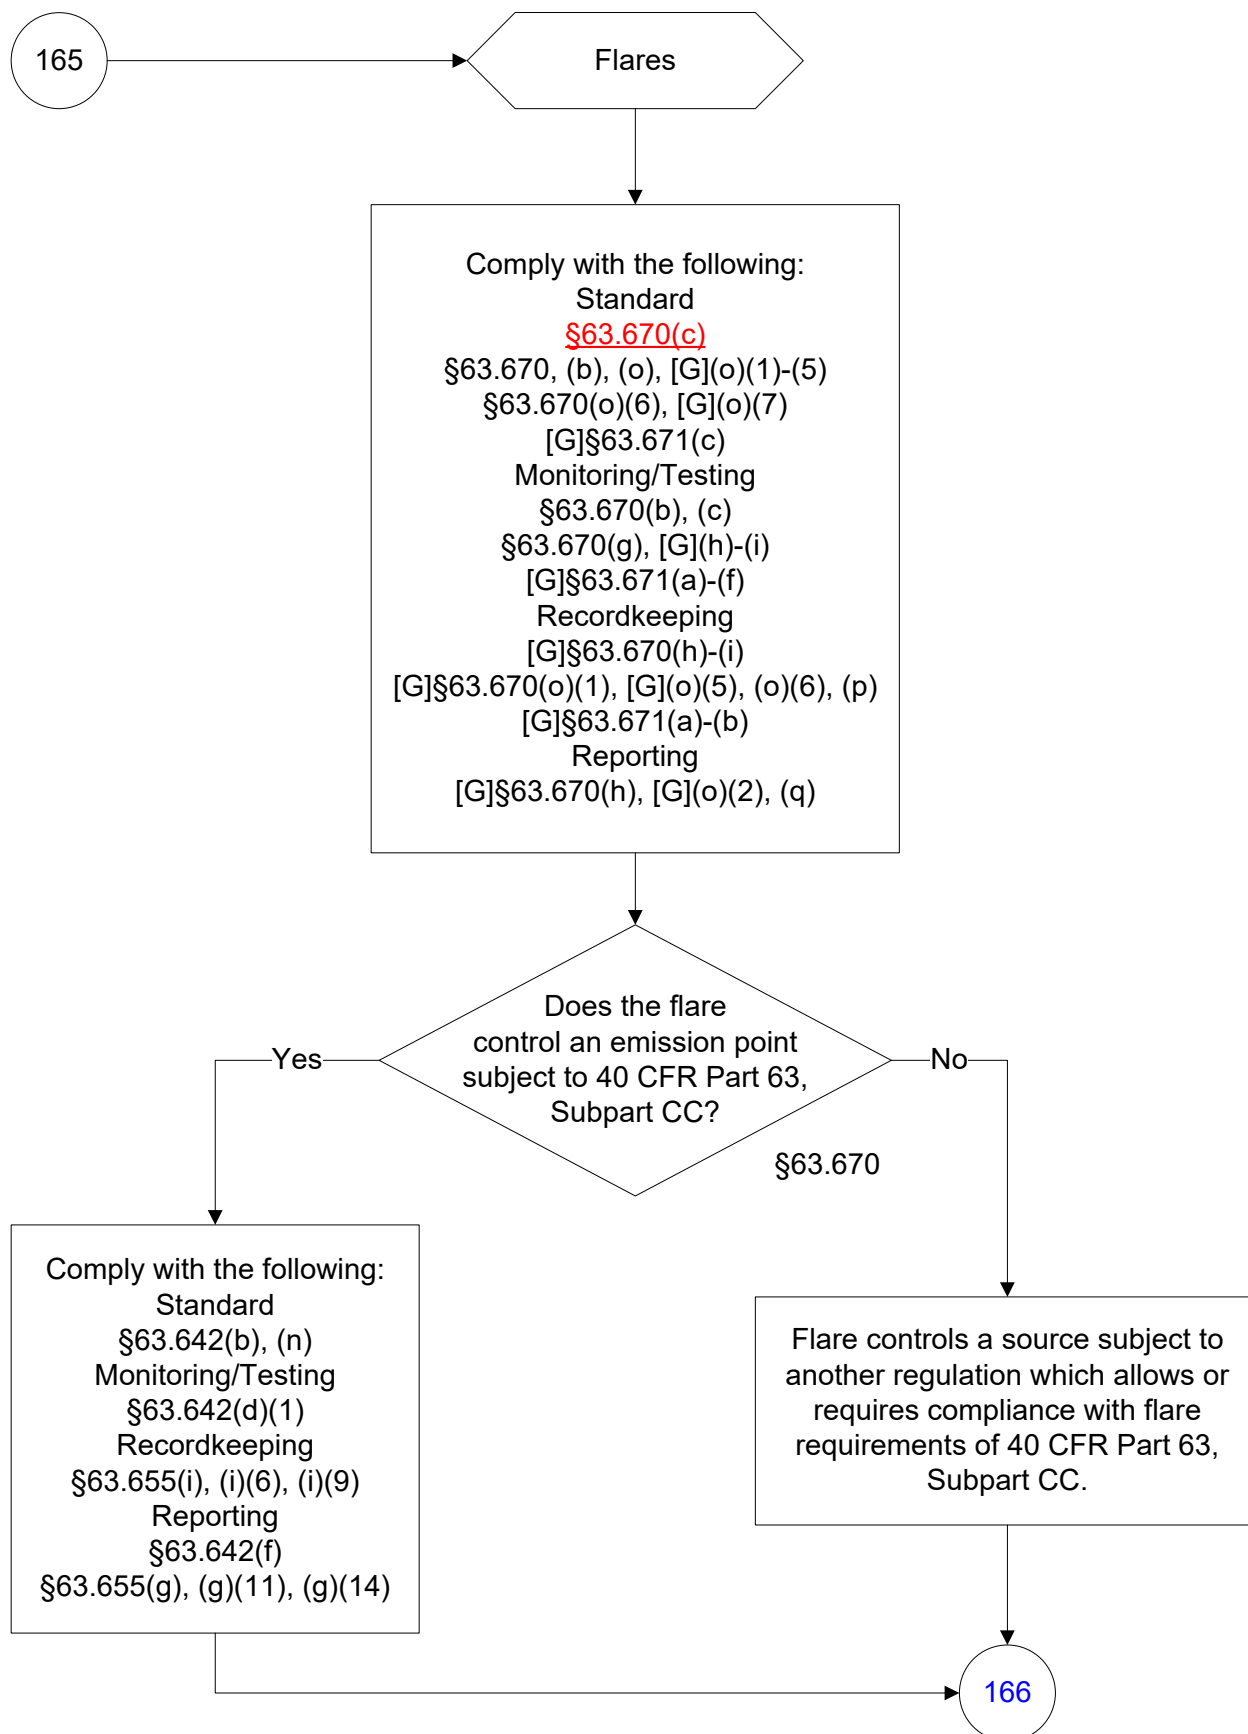 165
Flares
Comply with the following:
Standard
§63.670(c)
§63.670, (b), (o), [G](o)(1)-(5)
§63.670(o)(6), [G](o)(7)
[G]§63.671(c)
Monitoring/Testing
§63.670(b), (c)
§63.670(g), [G](h)-(i)
[G]§63.671(a)-(f)
Recordkeeping
[G]§63.670(h)-(i)
[G]§63.670(o)(1), [G](o)(5), (o)(6), (p)
[G]§63.671(a)-(b)
Reporting
[G]§63.670(h), [G](o)(2), (q)
Does the flare
control an emission point
subject to 40 CFR Part 63,
Subpart CC?
Yes
No
§63.670
Comply with the following:
Standard
§63.642(b), (n)
Monitoring/Testing
§63.642(d)(1)
Recordkeeping
§63.655(i), (i)(6), (i)(9)
Reporting
§63.642(f)
§63.655(g), (g)(11), (g)(14)
Flare controls a source subject to
another regulation which allows or
requires compliance with flare
requirements of 40 CFR Part 63,
Subpart CC.
166